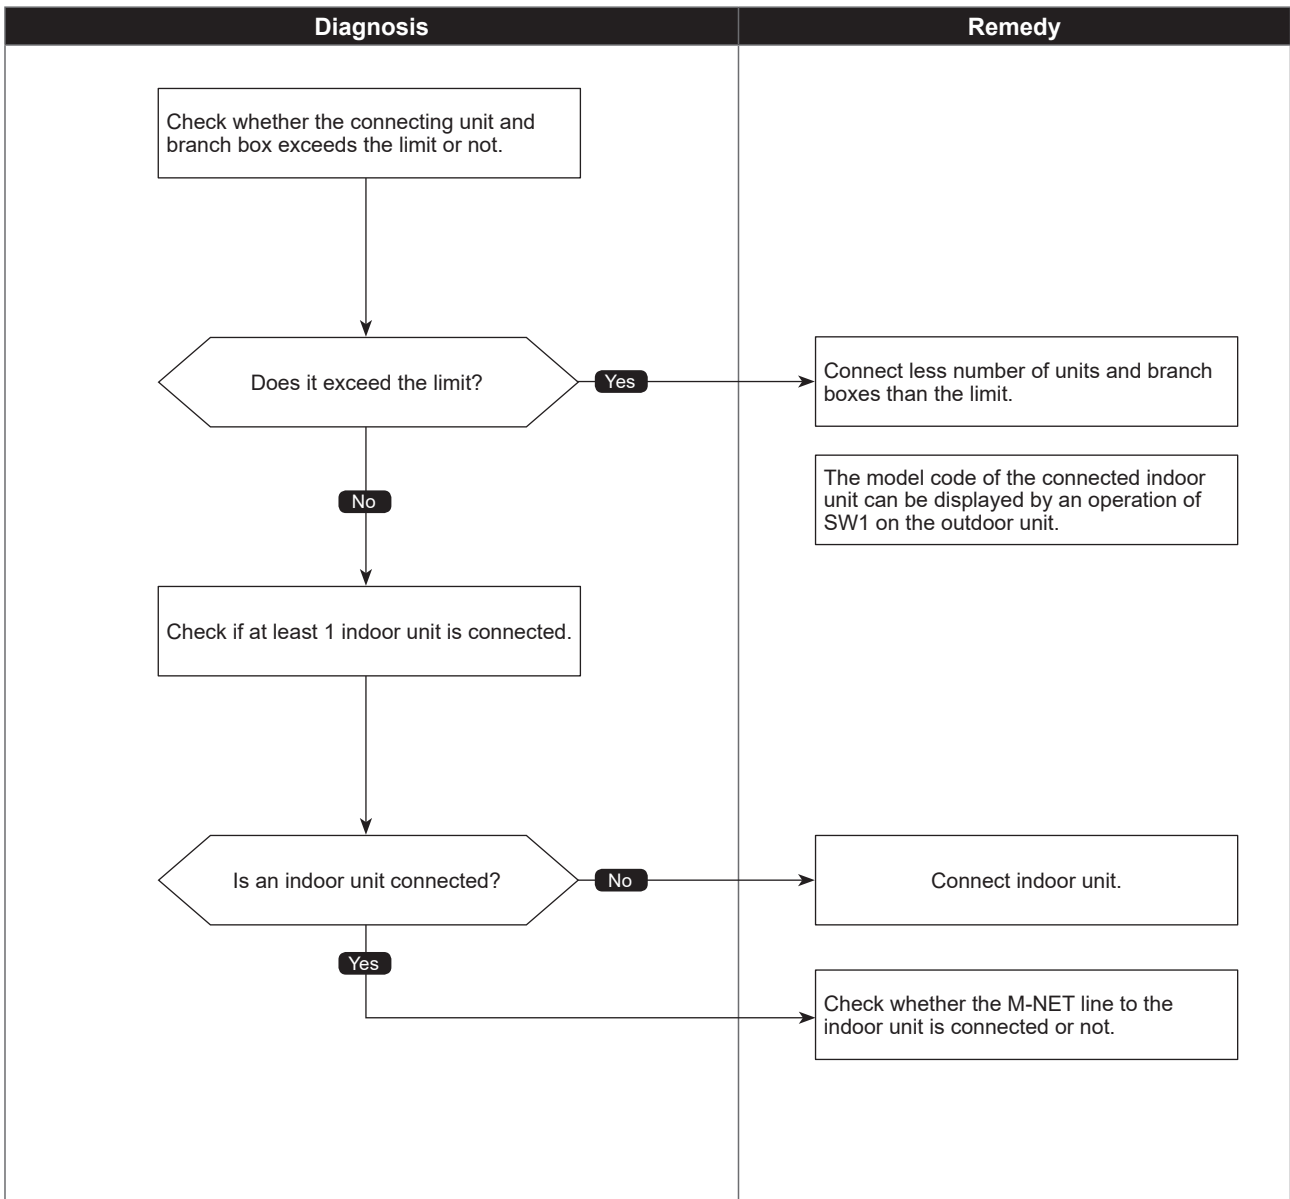 Diagnosis
Remedy
Check whether the connecting unit and
branch box exceeds the limit or not.
Does it exceed the limit?
Yes
Connect less number of units and branch
boxes than the limit.
The model code of the connected indoor
unit can be displayed by an operation of
SW1 on the outdoor unit.
No
Check if at least 1 indoor unit is connected.
Is an indoor unit connected?
No
Connect indoor unit.
Yes
Check whether the M-NET line to the
indoor unit is connected or not.